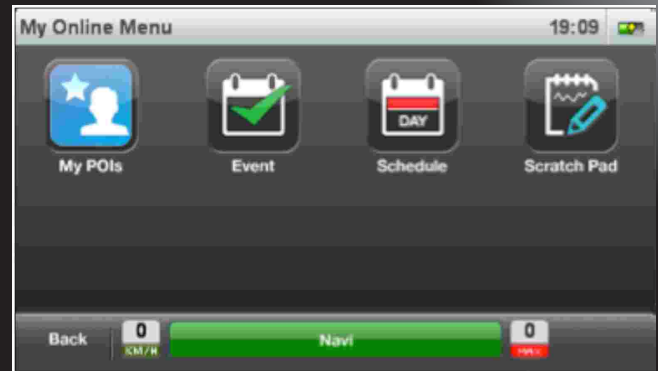 My Online Menu 19:09
My POIs Event Schedule Scratch Pad
DAY
Back 0 KM/H Navi 0 MAX